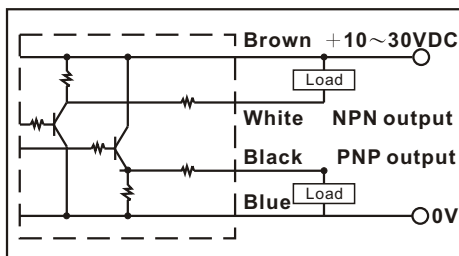 Brown +10～30VDC
Load
White NPN output
Black PNP output
Load
Blue 0V